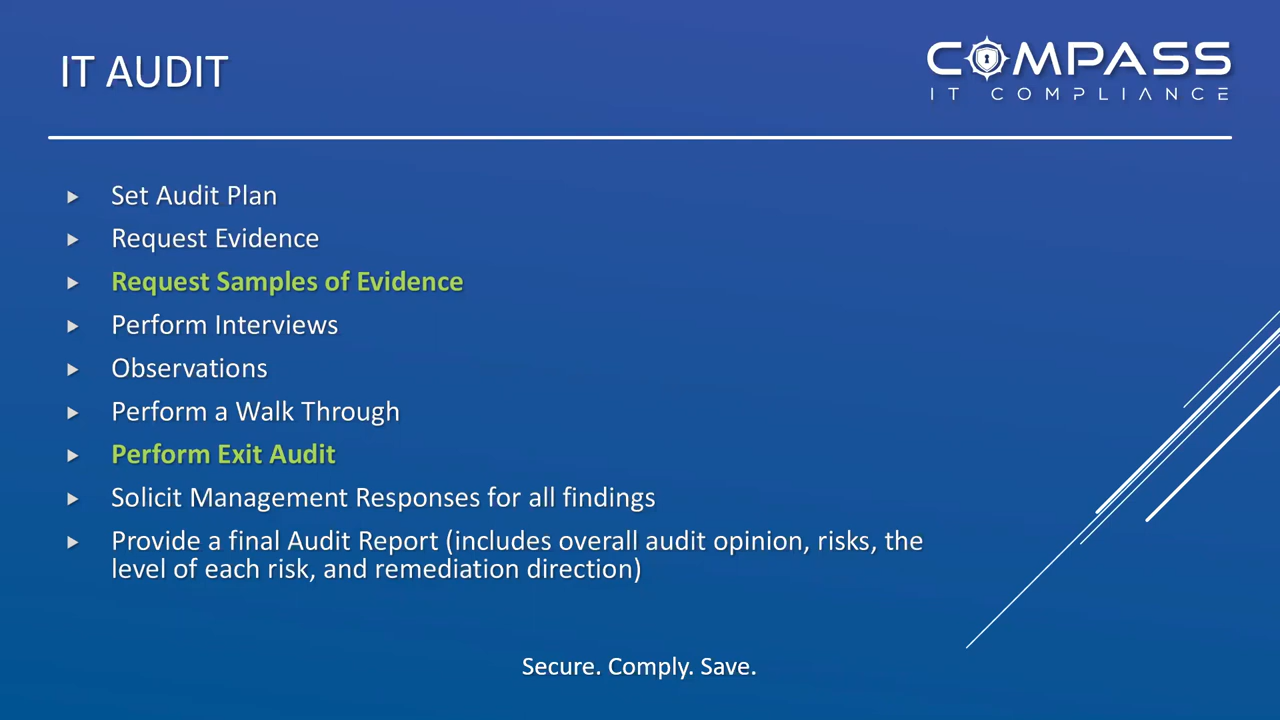 IT AUDIT
COMPASS
IT COMPLIANCE
Set Audit Plan
Request Evidence
Request Samples of Evidence
Perform Interviews
Observations
Perform a Walk Through
Perform Exit Audit
Solicit Management Responses for all findings
Provide a final Audit Report (includes overall audit opinion, risks, the
level of each risk, and remediation direction)
Secure. Comply. Save.